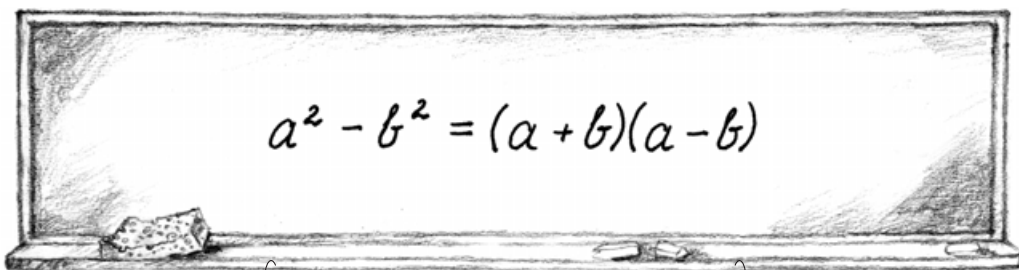 a² - b² = (a + b)(a - b)